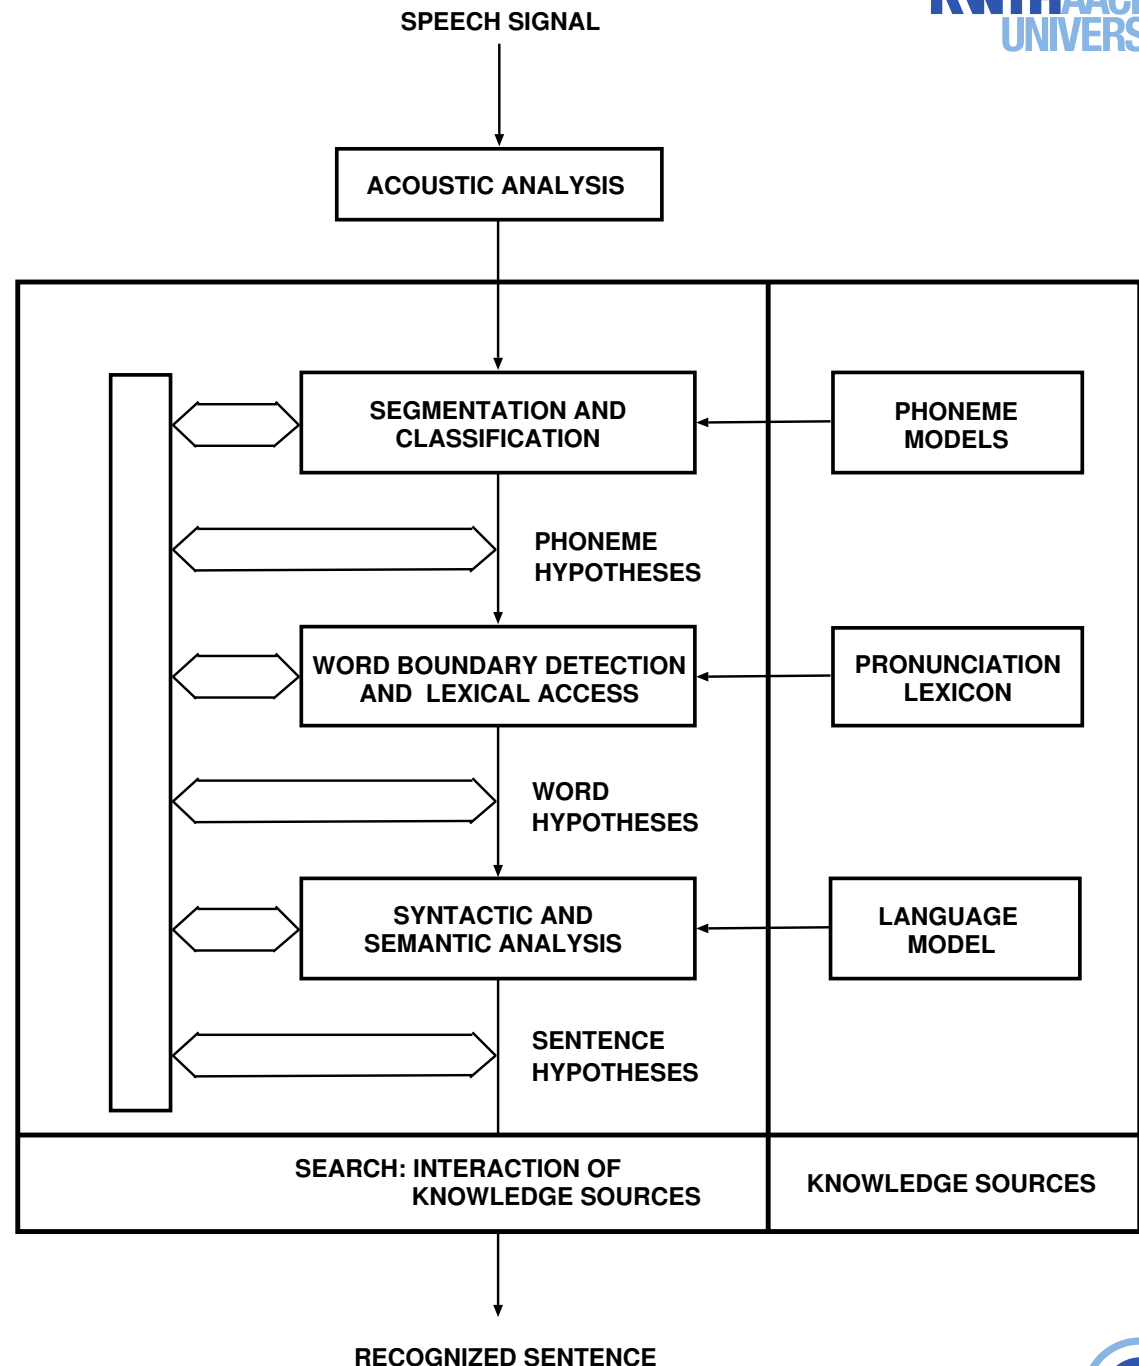 UNIVERS
SPEECH SIGNAL
ACOUSTIC ANALYSIS
SEGMENTATION AND
CLASSIFICATION
PHONEME
MODELS
PHONEME
HYPOTHESES
WORD BOUNDARY DETECTION
AND LEXICAL ACCESS
PRONUNCIATION
LEXICON
WORD
HYPOTHESES
SYNTACTIC AND
SEMANTIC ANALYSIS
LANGUAGE
MODEL
SENTENCE
HYPOTHESES
SEARCH: INTERACTION OF
KNOWLEDGE SOURCES
KNOWLEDGE SOURCES
RECOGNIZED SENTENCE